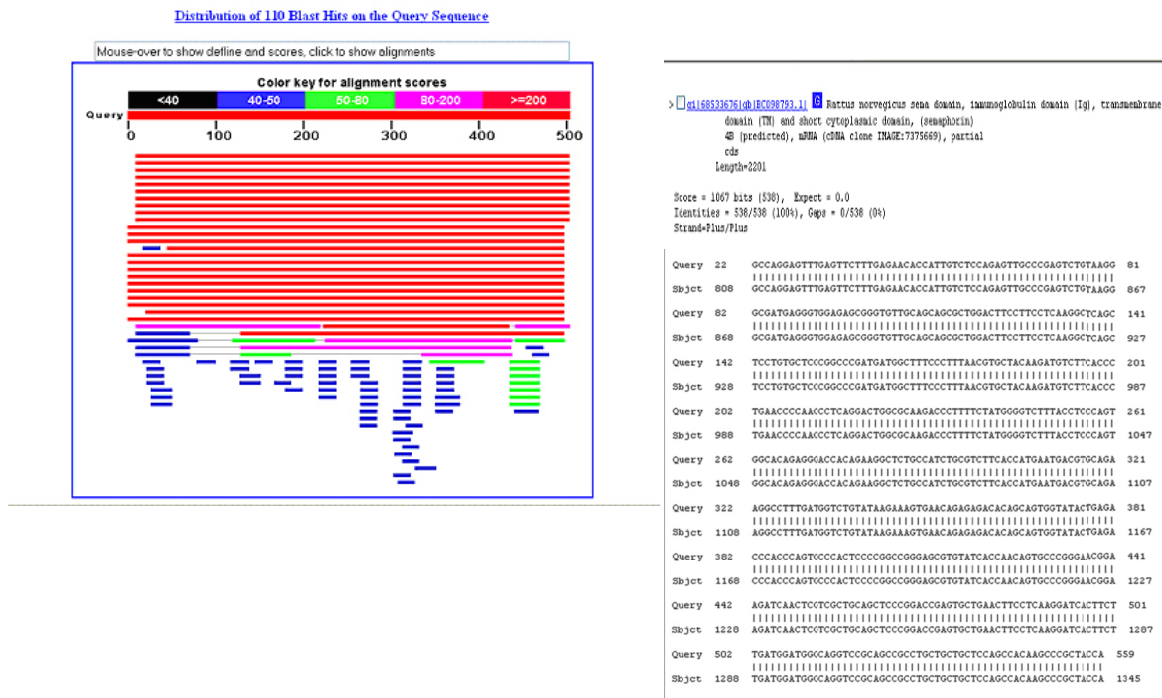 Distribution of 110 Blast Hits on the Query Sequence
Mouse-over to show defline and scores, click to show alignments
Color key for alignment scores
<40 40-50 50-80 80-200 >=200
Query
0 100 200 300 400 500
>gi|68533676|gb|BC098793.1| G Rattus norvegicus sema domain, immunoglobulin domain (Ig), transmembrane
domain (TM) and short cytoplasmic domain, (semaphorin)
4B (predicted), mRNA (cDNA clone IMAGE:7375669), partial
cds
Length=2201
Score = 1067 bits (538), Expect = 0.0
Identities = 538/538 (100%), Gaps = 0/538 (0%)
Strand=Plus/Plus
Query 22 GCCAGGAGTTTGAGTTCTTTGAGAACACCATTGTCTCCAGAGTTGCCCGAGTCTGTAAGG 81
Sbjct 808 GCCAGGAGTTTGAGTTCTTTGAGAACACCATTGTCTCCAGAGTTGCCCGAGTCTGTAAGG 867
Query 82 GCGATGAGGGTGGAGAGCGGGTGTTGCAGCAGCGCTGGACTTCCTTCCTCAAGGCTCAGC 141
Sbjct 868 GCGATGAGGGTGGAGAGCGGGTGTTGCAGCAGCGCTGGACTTCCTTCCTCAAGGCTCAGC 927
Query 142 TCCTGTGCTCCCGGCCCGATGATGGCTTTCCCTTTAACGTGCTACAAGATGTCTTCACCC 201
Sbjct 928 TCCTGTGCTCCCGGCCCGATGATGGCTTTCCCTTTAACGTGCTACAAGATGTCTTCACCC 987
Query 202 TGAACCCCAACCCTCAGGACTGGCGCAAGACCCTTTTCTATGGGGTCTTTACCTCCCAGT 261
Sbjct 988 TGAACCCCAACCCTCAGGACTGGCGCAAGACCCTTTTCTATGGGGTCTTTACCTCCCAGT 1047
Query 262 GGCACAGAGGGACCACAGAAGGCTCTGCCATCTGCGTCTTCACCATGAATGACGTGCAGA 321
Sbjct 1048 GGCACAGAGGGACCACAGAAGGCTCTGCCATCTGCGTCTTCACCATGAATGACGTGCAGA 1107
Query 322 AGGCCTTTGATGGTCTGTATAAGAAAGTGAACAGAGAGACACAGCAGTGGTATACTGAGA 381
Sbjct 1108 AGGCCTTTGATGGTCTGTATAAGAAAGTGAACAGAGAGACACAGCAGTGGTATACTGAGA 1167
Query 382 CCCACCCAGTGCCCACTCCCCGGCCGGGAGCGTGTATCACCAACAGTGCCCGGGAACGGA 441
Sbjct 1168 CCCACCCAGTGCCCACTCCCCGGCCGGGAGCGTGTATCACCAACAGTGCCCGGGAACGGA 1227
Query 442 AGATCAACTCGTCGCTGCAGCTCCCGGACCGAGTGCTGAACTTCCTCAAGGATCACTTCT 501
Sbjct 1228 AGATCAACTCGTCGCTGCAGCTCCCGGACCGAGTGCTGAACTTCCTCAAGGATCACTTCT 1287
Query 502 TGATGGATGGGCAGGTCCGCAGCCGCCTGCTGCTGCTCCAGCCACAAGCCCGCTACCA 559
Sbjct 1288 TGATGGATGGGCAGGTCCGCAGCCGCCTGCTGCTGCTCCAGCCACAAGCCCGCTACCA 1345